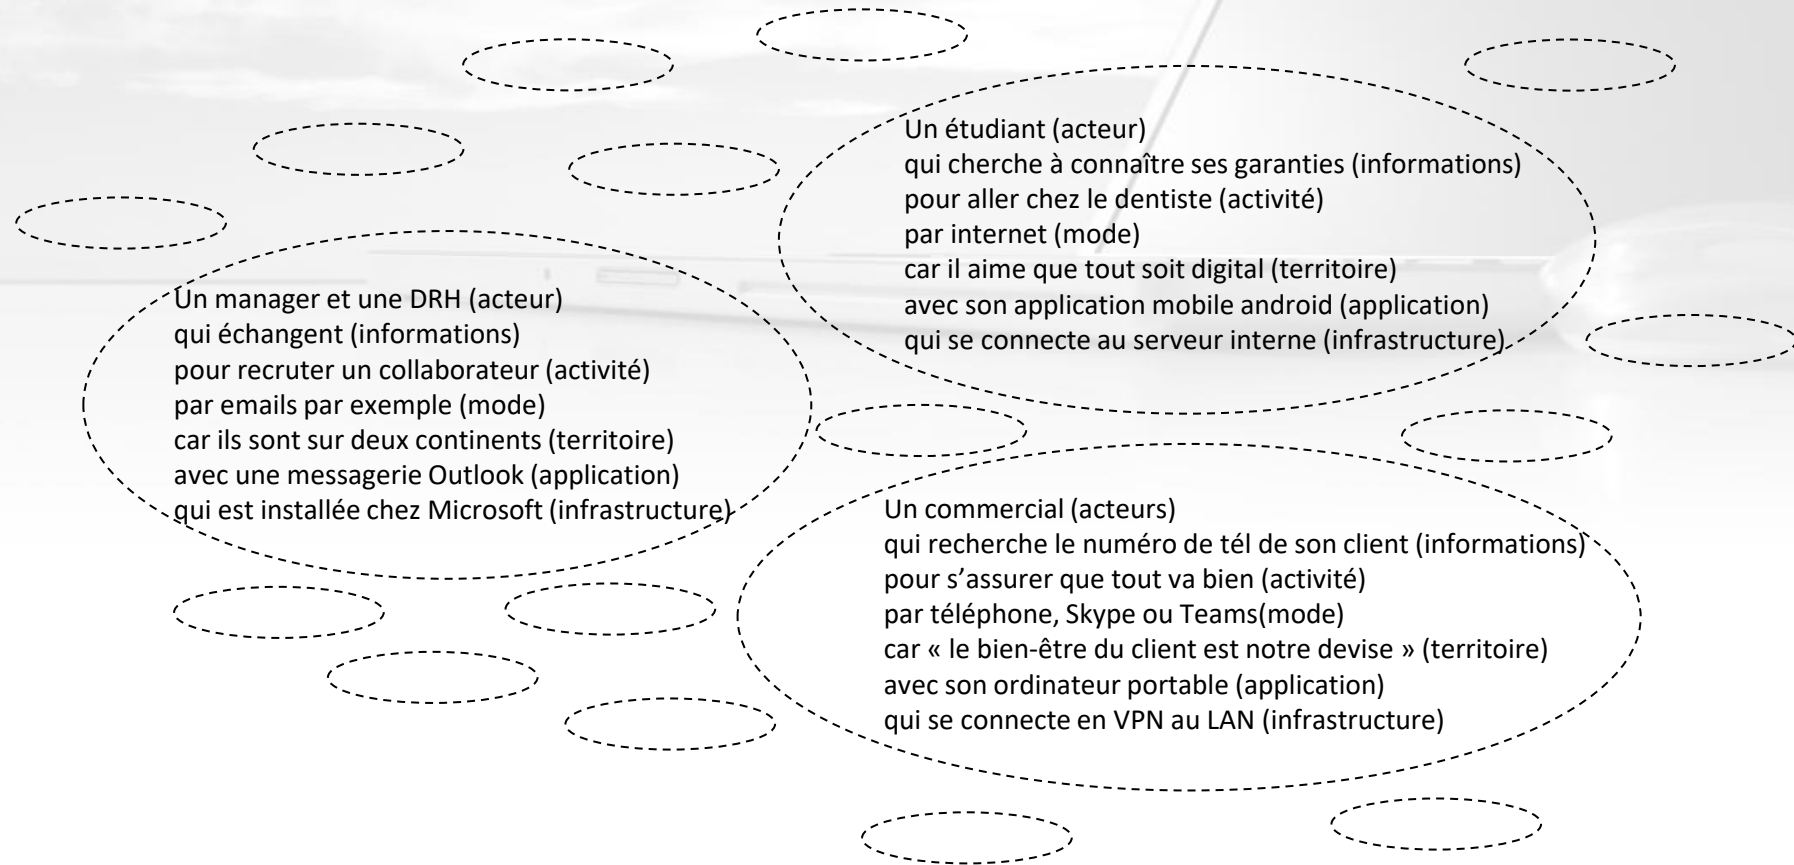 Un étudiant (acteur)
qui cherche à connaître ses garanties (informations)
pour aller chez le dentiste (activité)
par internet (mode)
car il aime que tout soit digital (territoire)
avec son application mobile android (application)
qui se connecte au serveur interne (infrastructure)
Un manager et une DRH (acteur)
qui échangent (informations)
pour recruter un collaborateur (activité)
par emails par exemple (mode)
car ils sont sur deux continents (territoire)
avec une messagerie Outlook (application)
qui est installée chez Microsoft (infrastructure)
Un commercial (acteurs)
qui recherche le numéro de tél de son client (informations)
pour s’assurer que tout va bien (activité)
par téléphone, Skype ou Teams(mode)
car « le bien-être du client est notre devise » (territoire)
avec son ordinateur portable (application)
qui se connecte en VPN au LAN (infrastructure)